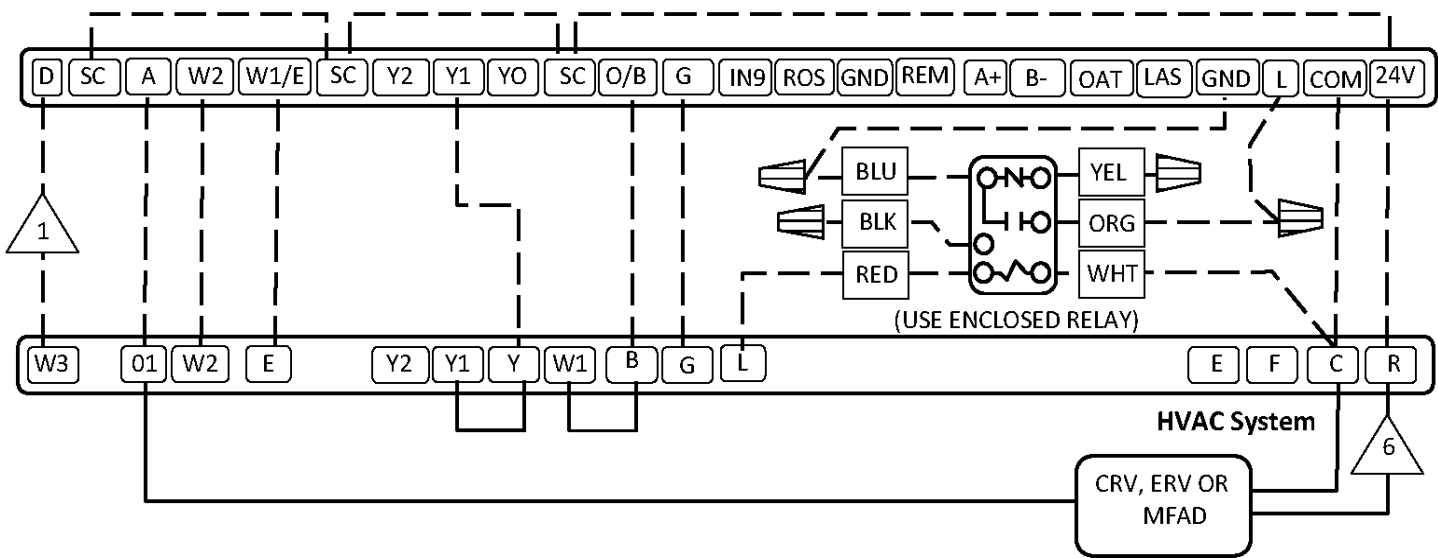 D SC A W2 W1/E SC Y2 Y1 YO SC O/B G IN9 ROS GND REM A+ B- OAT LAS GND L COM 24V
BLU YEL
1
BLK ORG
RED WHT
(USE ENCLOSED RELAY)
W3 01 W2 E Y2 Y1 Y W1 B G L E F C R
HVAC System
6
CRV, ERV OR
MFAD